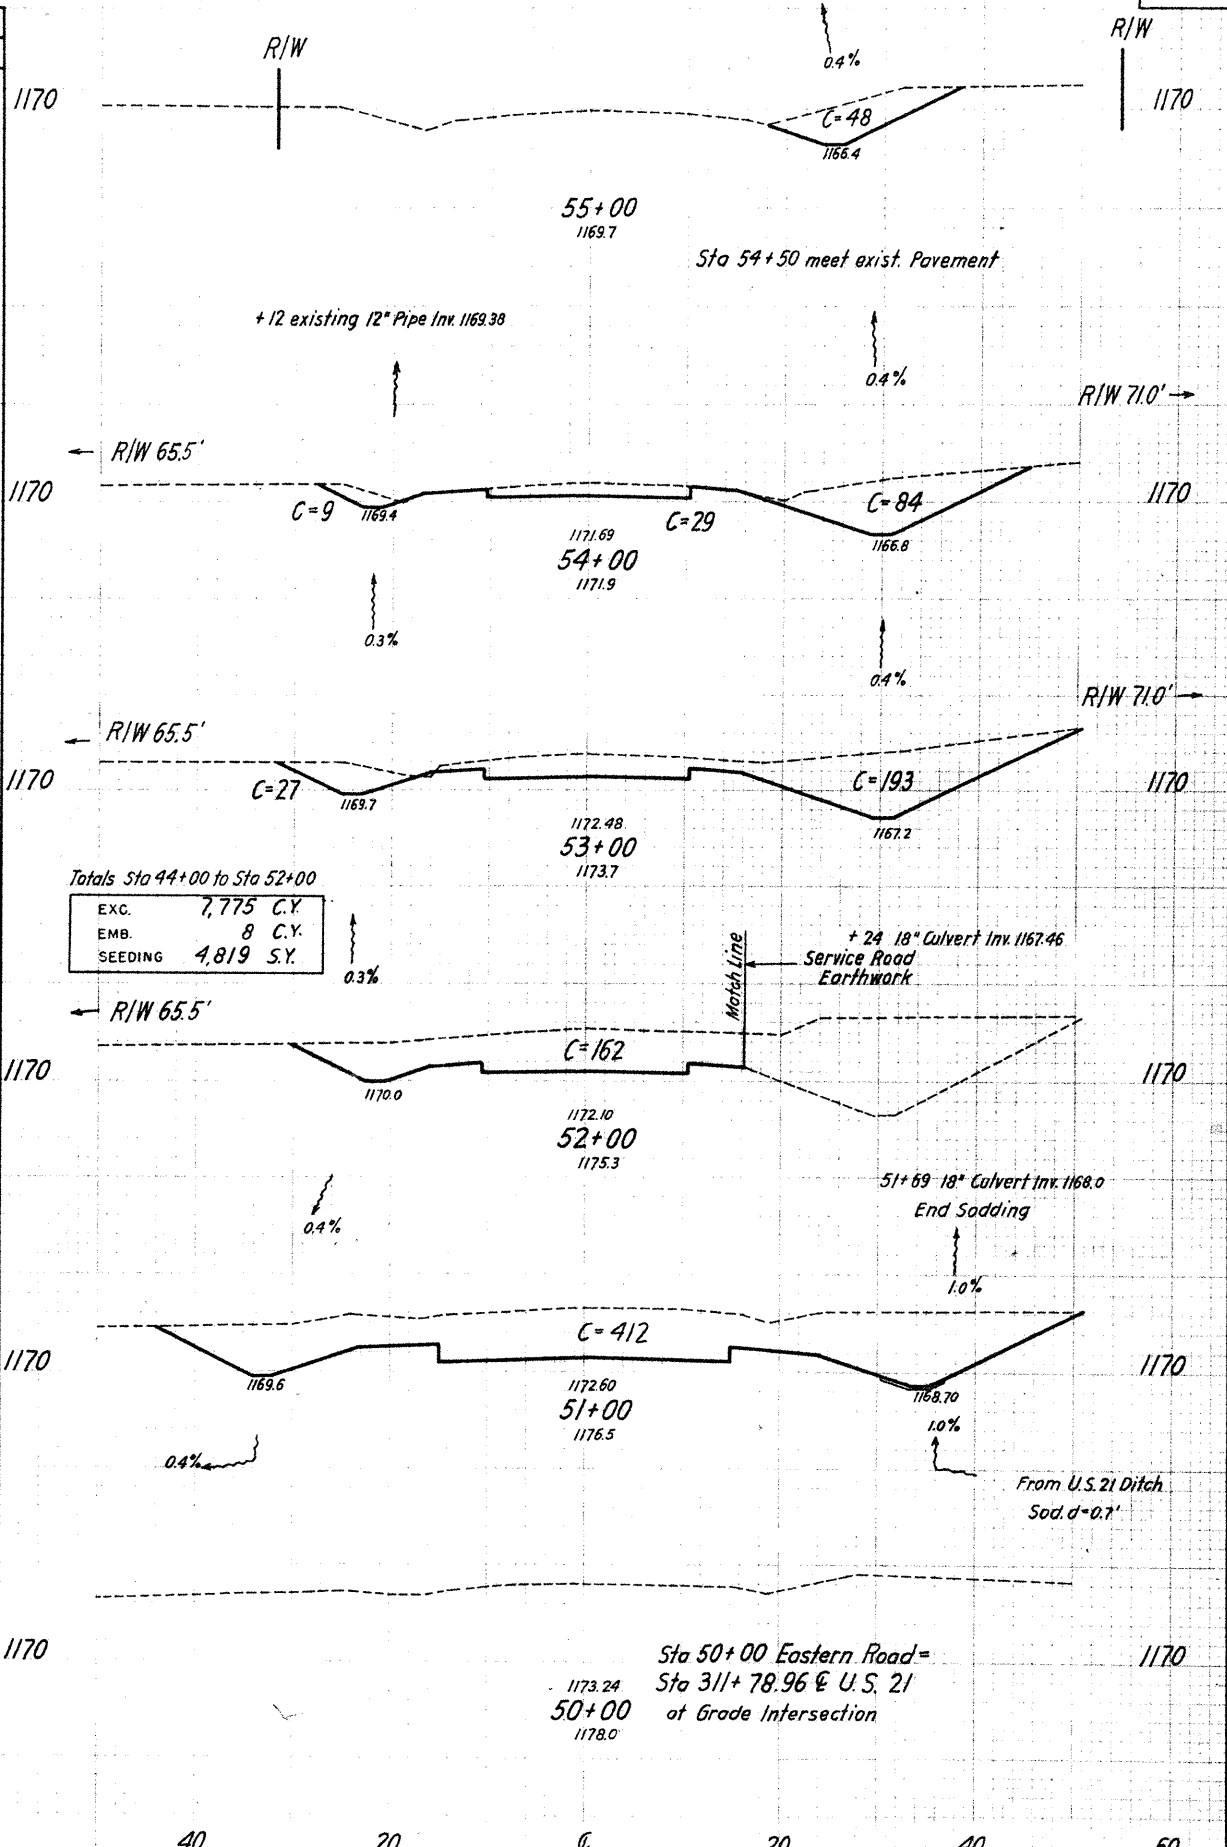 R/W
R/W
0.4%
1170
1170
C=48
1166.4
55+00
1169.7
Sta 54+50 meet exist. Pavement
+12 existing 12" Pipe Inv. 1169.38
0.4%
R/W 71.0'
R/W 65.5'
1170
1170
C=9
1169.4
C=29
C=84
1166.8
1171.69
54+00
1171.9
0.3%
0.4%
R/W 71.0'
R/W 65.5'
1170
1170
C=27
1169.7
C=193
1167.2
1172.48
53+00
1173.7
Totals Sta 44+00 to Sta 52+00
EXC. 7,775 C.Y.
EMB. 8 C.Y.
SEEDING 4,819 S.Y.
0.3%
Match Line
+24 18" Culvert Inv. 1167.46
Service Road
Earthwork
R/W 65.5'
1170
1170
C=162
1170.0
1172.10
52+00
1175.3
0.4%
51+69 18" Culvert Inv. 1168.0
End Sodding
1.0%
1170
1170
C=412
1169.6
1168.70
1172.60
51+00
1176.5
0.4%
1.0%
From U.S. 21 Ditch
Sod. d=0.7'
1170
1170
Sta 50+00 Eastern Road=
Sta 311+78.96 ℄ U.S. 21
at Grade Intersection
1173.24
50+00
1178.0
40 20 ℄ 20 40 60